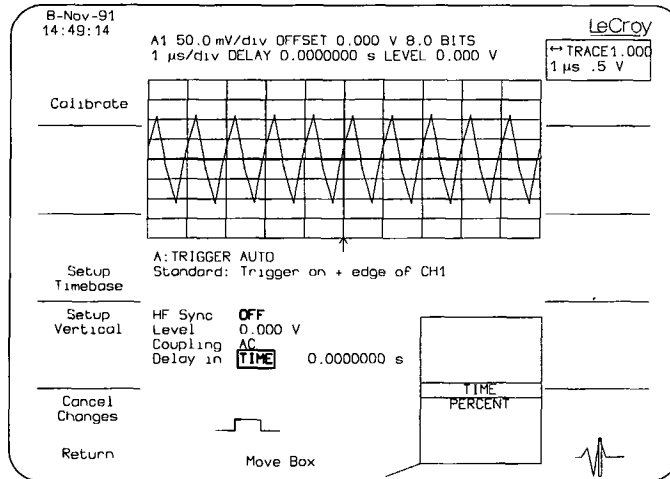 8-Nov-91
14:49:14
LeCroy
A1 50.0 mV/div OFFSET 0.000 V 8.0 BITS
1 µs/div DELAY 0.0000000 s LEVEL 0.000 V
↔ TRACE1.000
1 µs .5 V
Calibrate
A:TRIGGER AUTO
Standard: Trigger on + edge of CH1
Setup
Timebase
Setup
Vertical
HF Sync OFF
Level 0.000 V
Coupling AC
Delay in TIME 0.0000000 s
TIME
PERCENT
Cancel
Changes
Return
Move Box